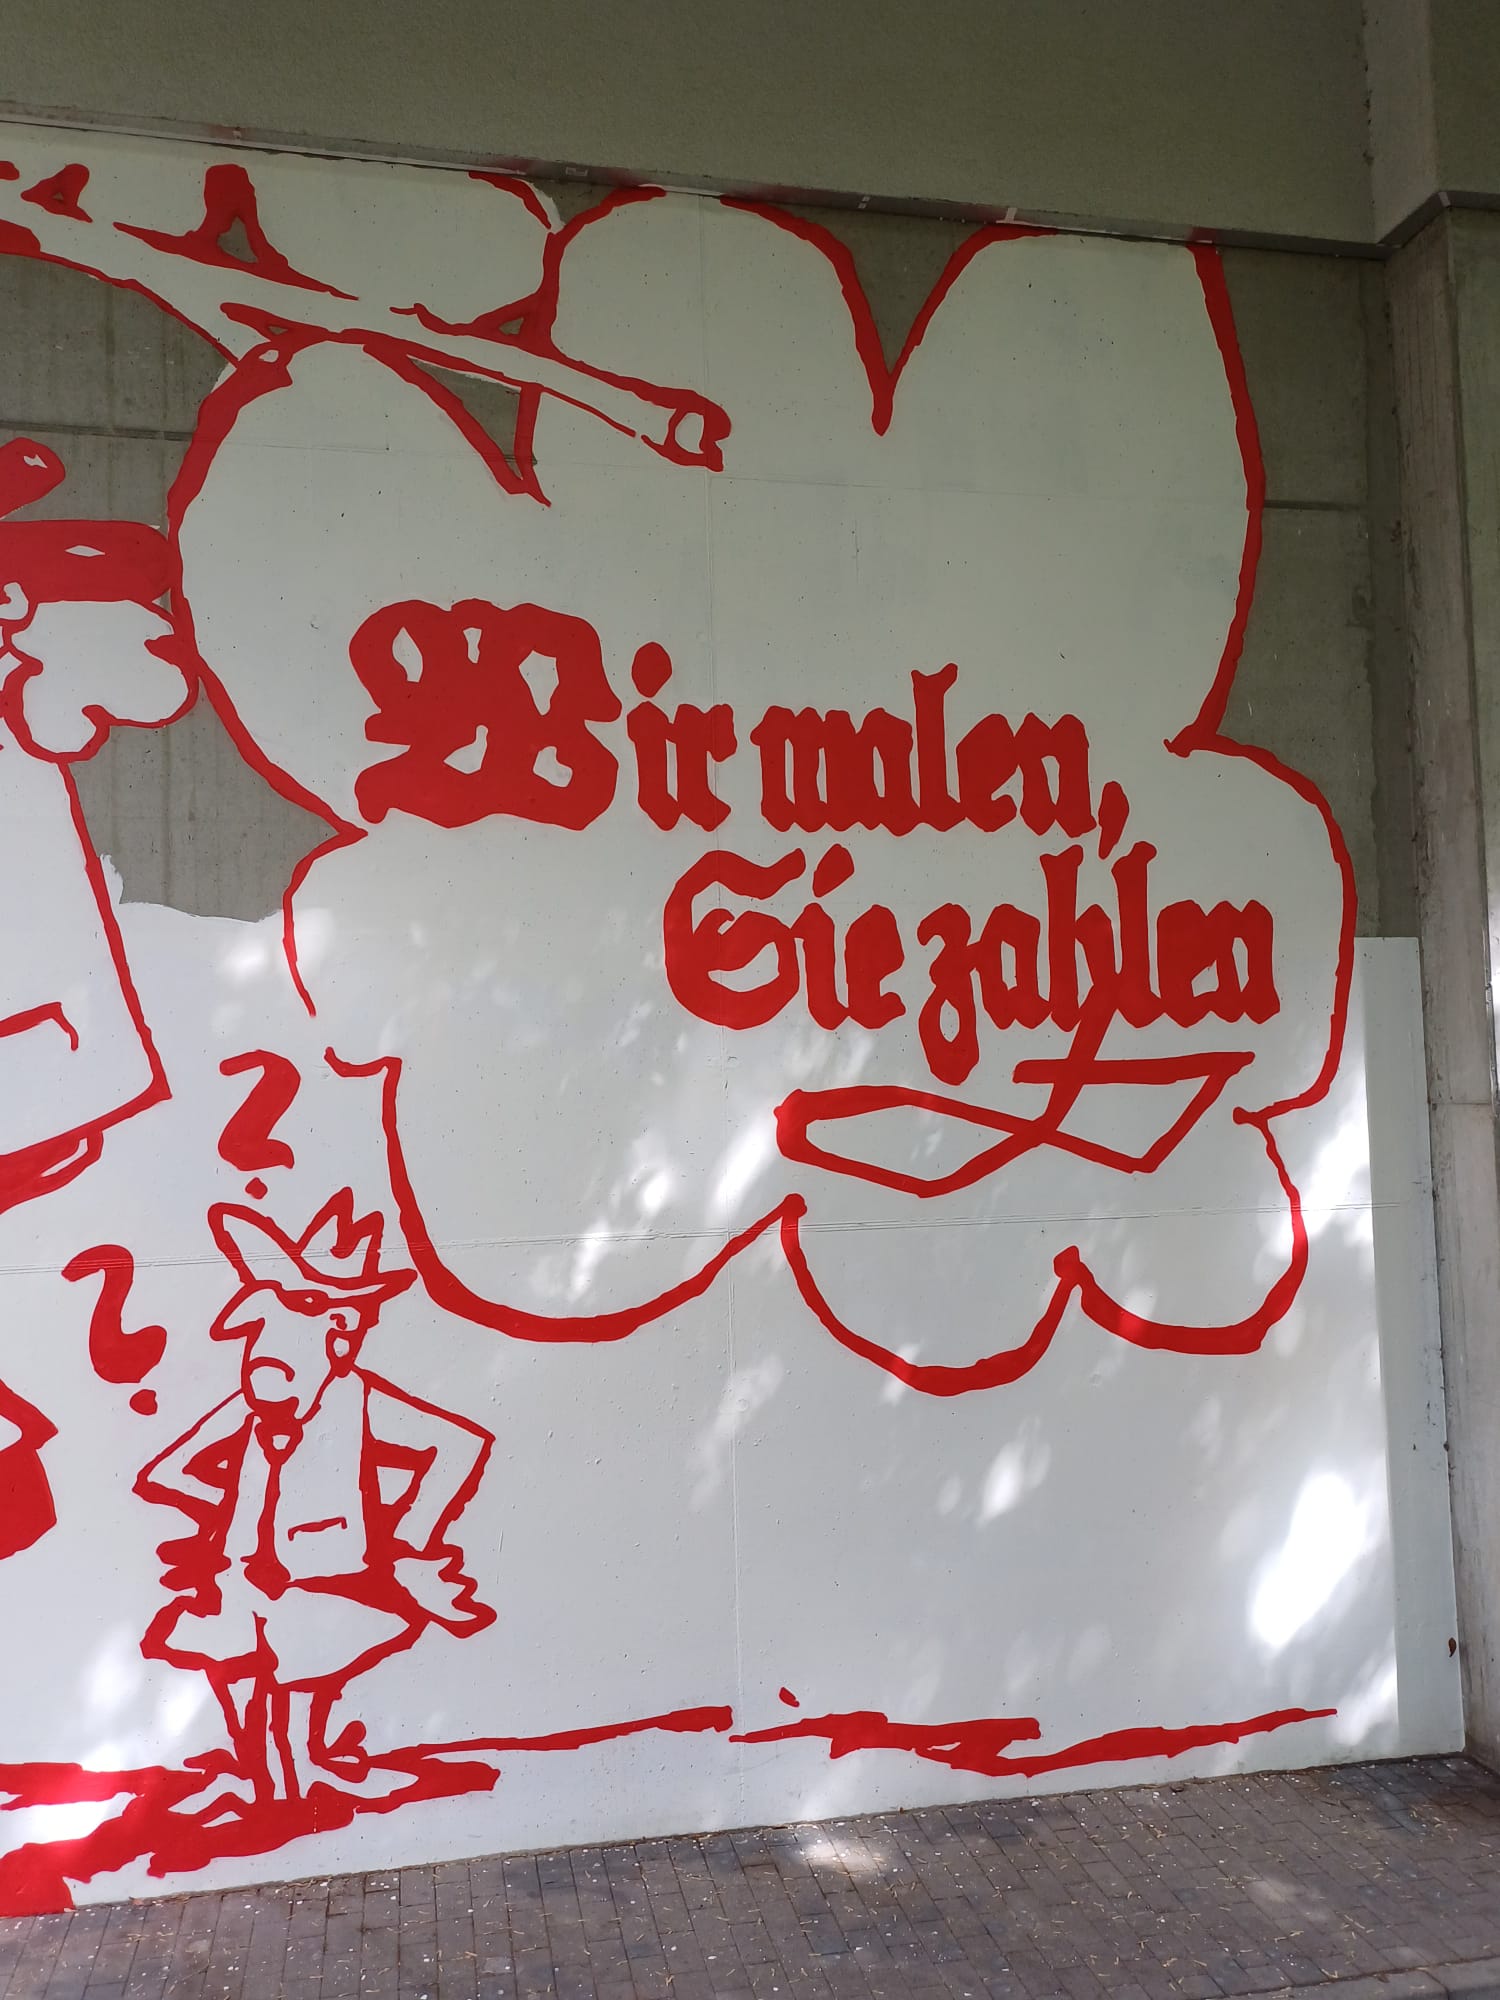 Wir malen,
Sie zahlen
?
?